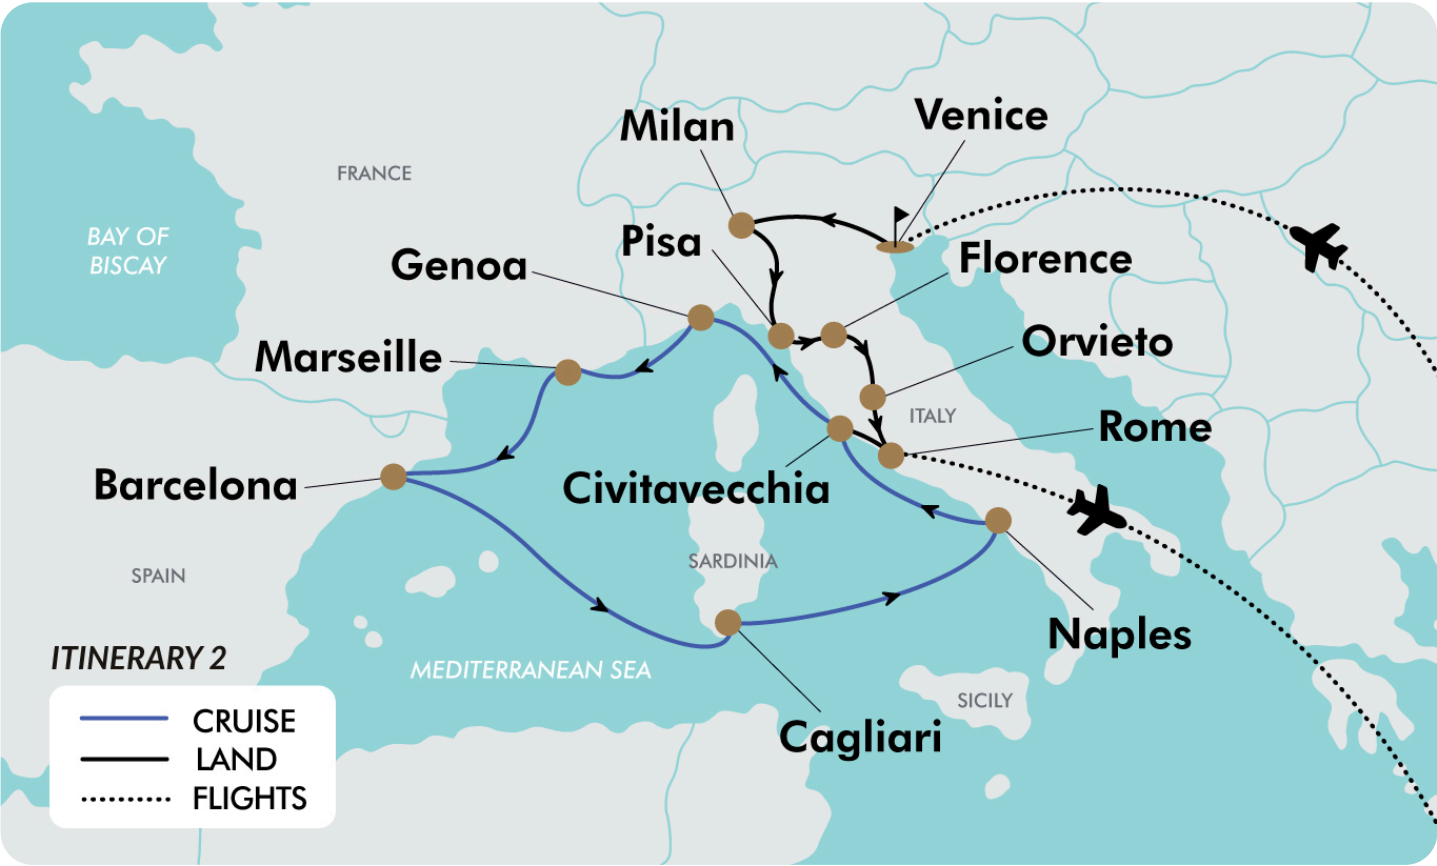 Venice
Milan
FRANCE
BAY OF
BISCAY
Pisa
Genoa
Florence
Marseille
Orvieto
ITALY
Rome
Barcelona
Civitavecchia
SARDINIA
SPAIN
Naples
ITINERARY 2
MEDITERRANEAN SEA
SICILY
Cagliari
CRUISE
LAND
FLIGHTS